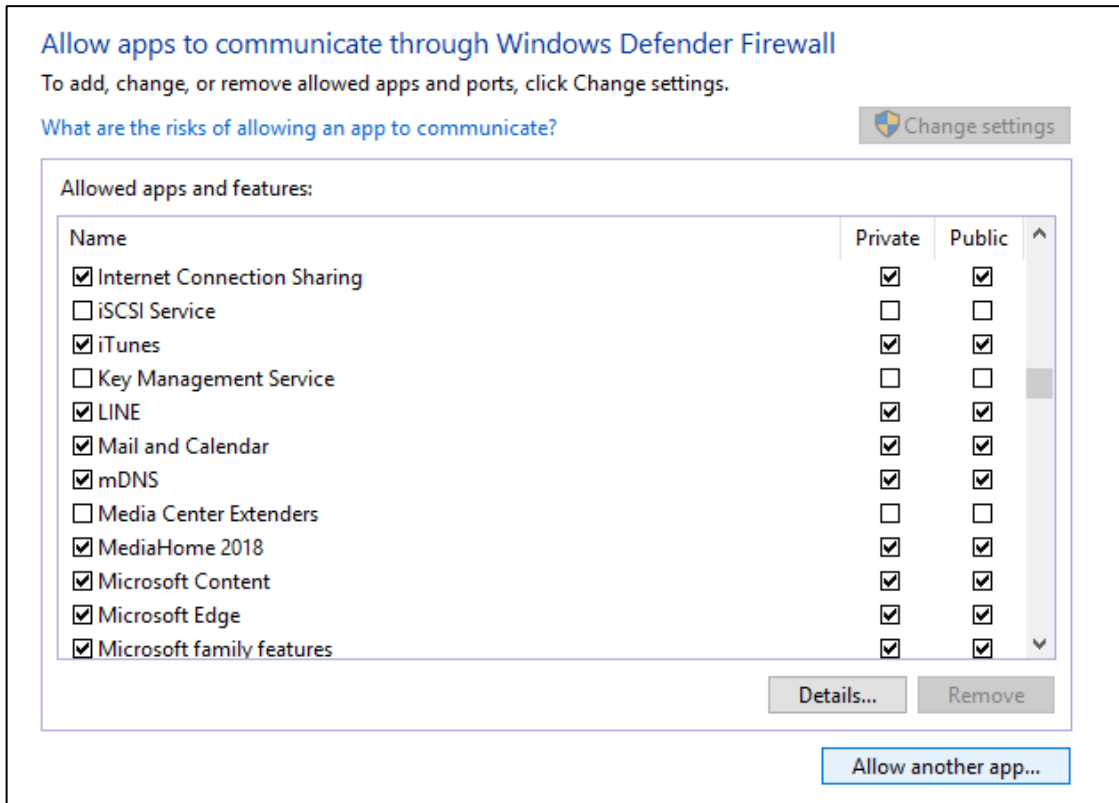 Allow apps to communicate through Windows Defender Firewall
To add, change, or remove allowed apps and ports, click Change settings.
What are the risks of allowing an app to communicate?
Change settings
Allowed apps and features:
Name Private Public
Internet Connection Sharing
iSCSI Service
iTunes
Key Management Service
LINE
Mail and Calendar
mDNS
Media Center Extenders
MediaHome 2018
Microsoft Content
Microsoft Edge
Microsoft family features
Details... Remove
Allow another app...